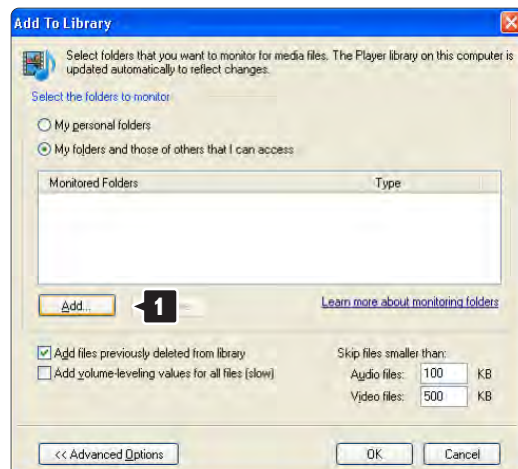 Add To Library
Select folders that you want to monitor for media files. The Player library on this computer is
updated automatically to reflect changes.
Select the folders to monitor
My personal folders
My folders and those of others that I can access
Monitored Folders Type
Add... 1 Learn more about monitoring folders
Add files previously deleted from library Skip files smaller than:
Add volume-leveling values for all files (slow) Audio files: 100 KB
Video files: 500 KB
<< Advanced Options OK Cancel